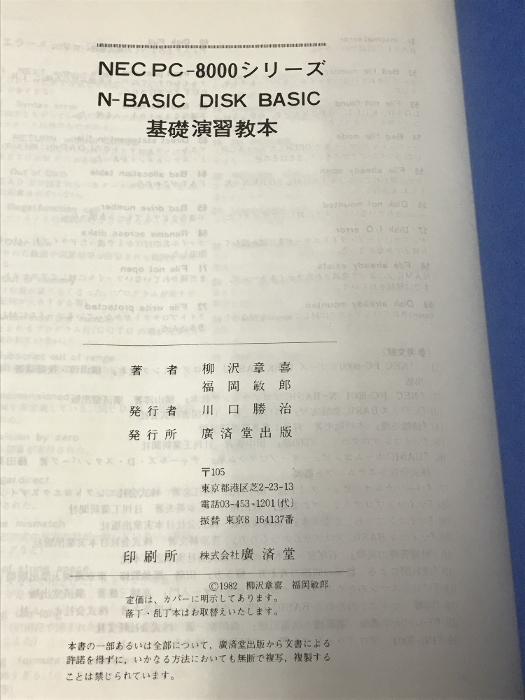 NEC PC-8000シリーズ
N-BASIC DISK BASIC
基礎演習教本
著者 柳沢章喜
福岡敏郎
発行者 川口勝治
発行所 廣済堂出版
〒105
東京都港区芝2-23-13
電話03-453-1201(代)
振替 東京8 164137番
印刷所 株式会社廣済堂
©1982 柳沢章喜 福岡敏郎
定価は、カバーに明示してあります。
落丁・乱丁本はお取替えいたします。
本書の一部あるいは全部について，廣済堂出版から文書による
許諾を得ずに，いかなる方法においても無断で複写，複製する
ことは禁じられています。